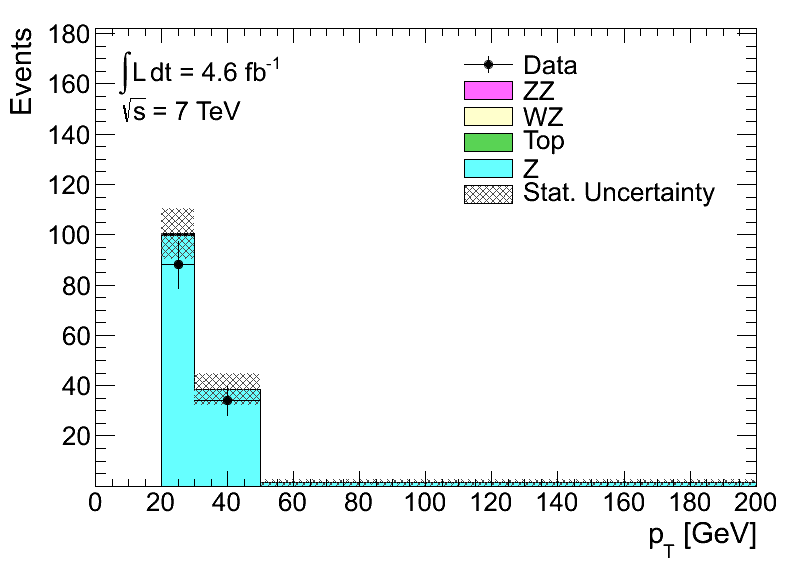 Events
180
160
140
120
100
80
60
40
20
∫L dt = 4.6 fb⁻¹
√s = 7 TeV
Data
ZZ
WZ
Top
Z
Stat. Uncertainty
0 20 40 60 80 100 120 140 160 180 200
p_T [GeV]